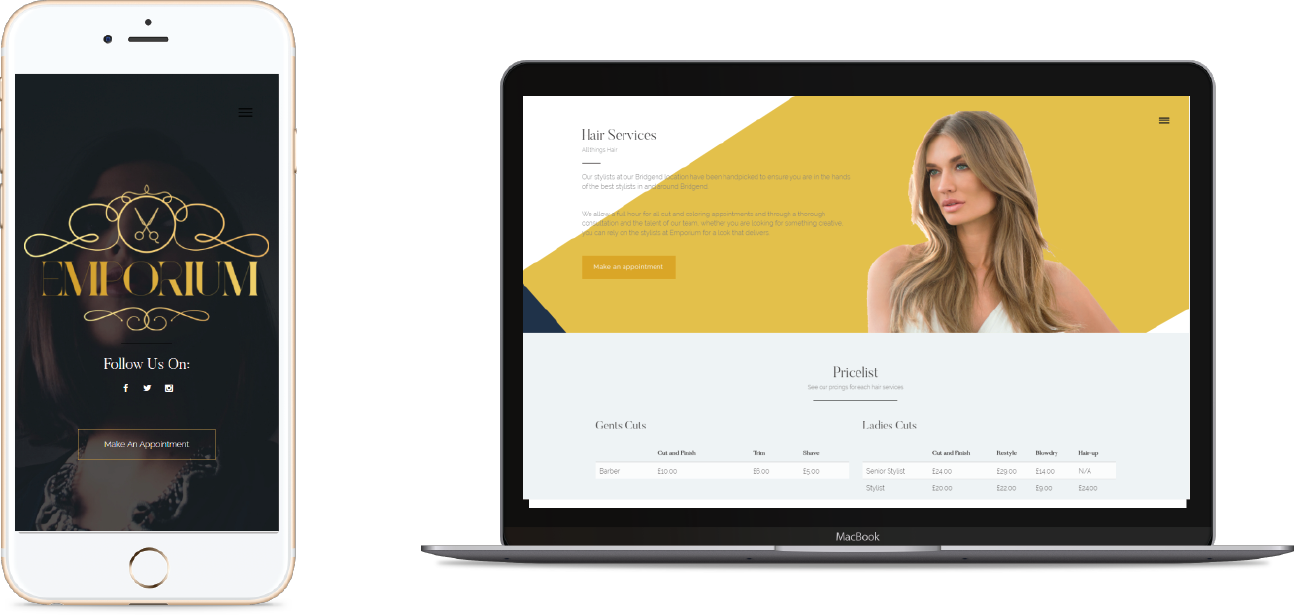 EMPORIUM
Follow Us On:
Make An Appointment
Hair Services
Allthings Hair
Our stylists at our Bridgend location have been handpicked to ensure you are in the hands
of the best stylists in and around Bridgend.
We allow a full hour for all cut and coloring appointments and through a thorough
consultation and the talent of our team, whether you are looking for something creative,
you can rely on the stylists at Emporium for a look that delivers.
Make an appointment
Pricelist
See our pricings for each hair services
Gents Cuts
Cut and Finish Trim Shave
Barber £10.00 £6.00 £5.00
Ladies Cuts
Cut and Finish Restyle Blowdry Hair-up
Senior Stylist £24.00 £29.00 £14.00 N/A
Stylist £20.00 £22.00 £9.00 £24.00
MacBook